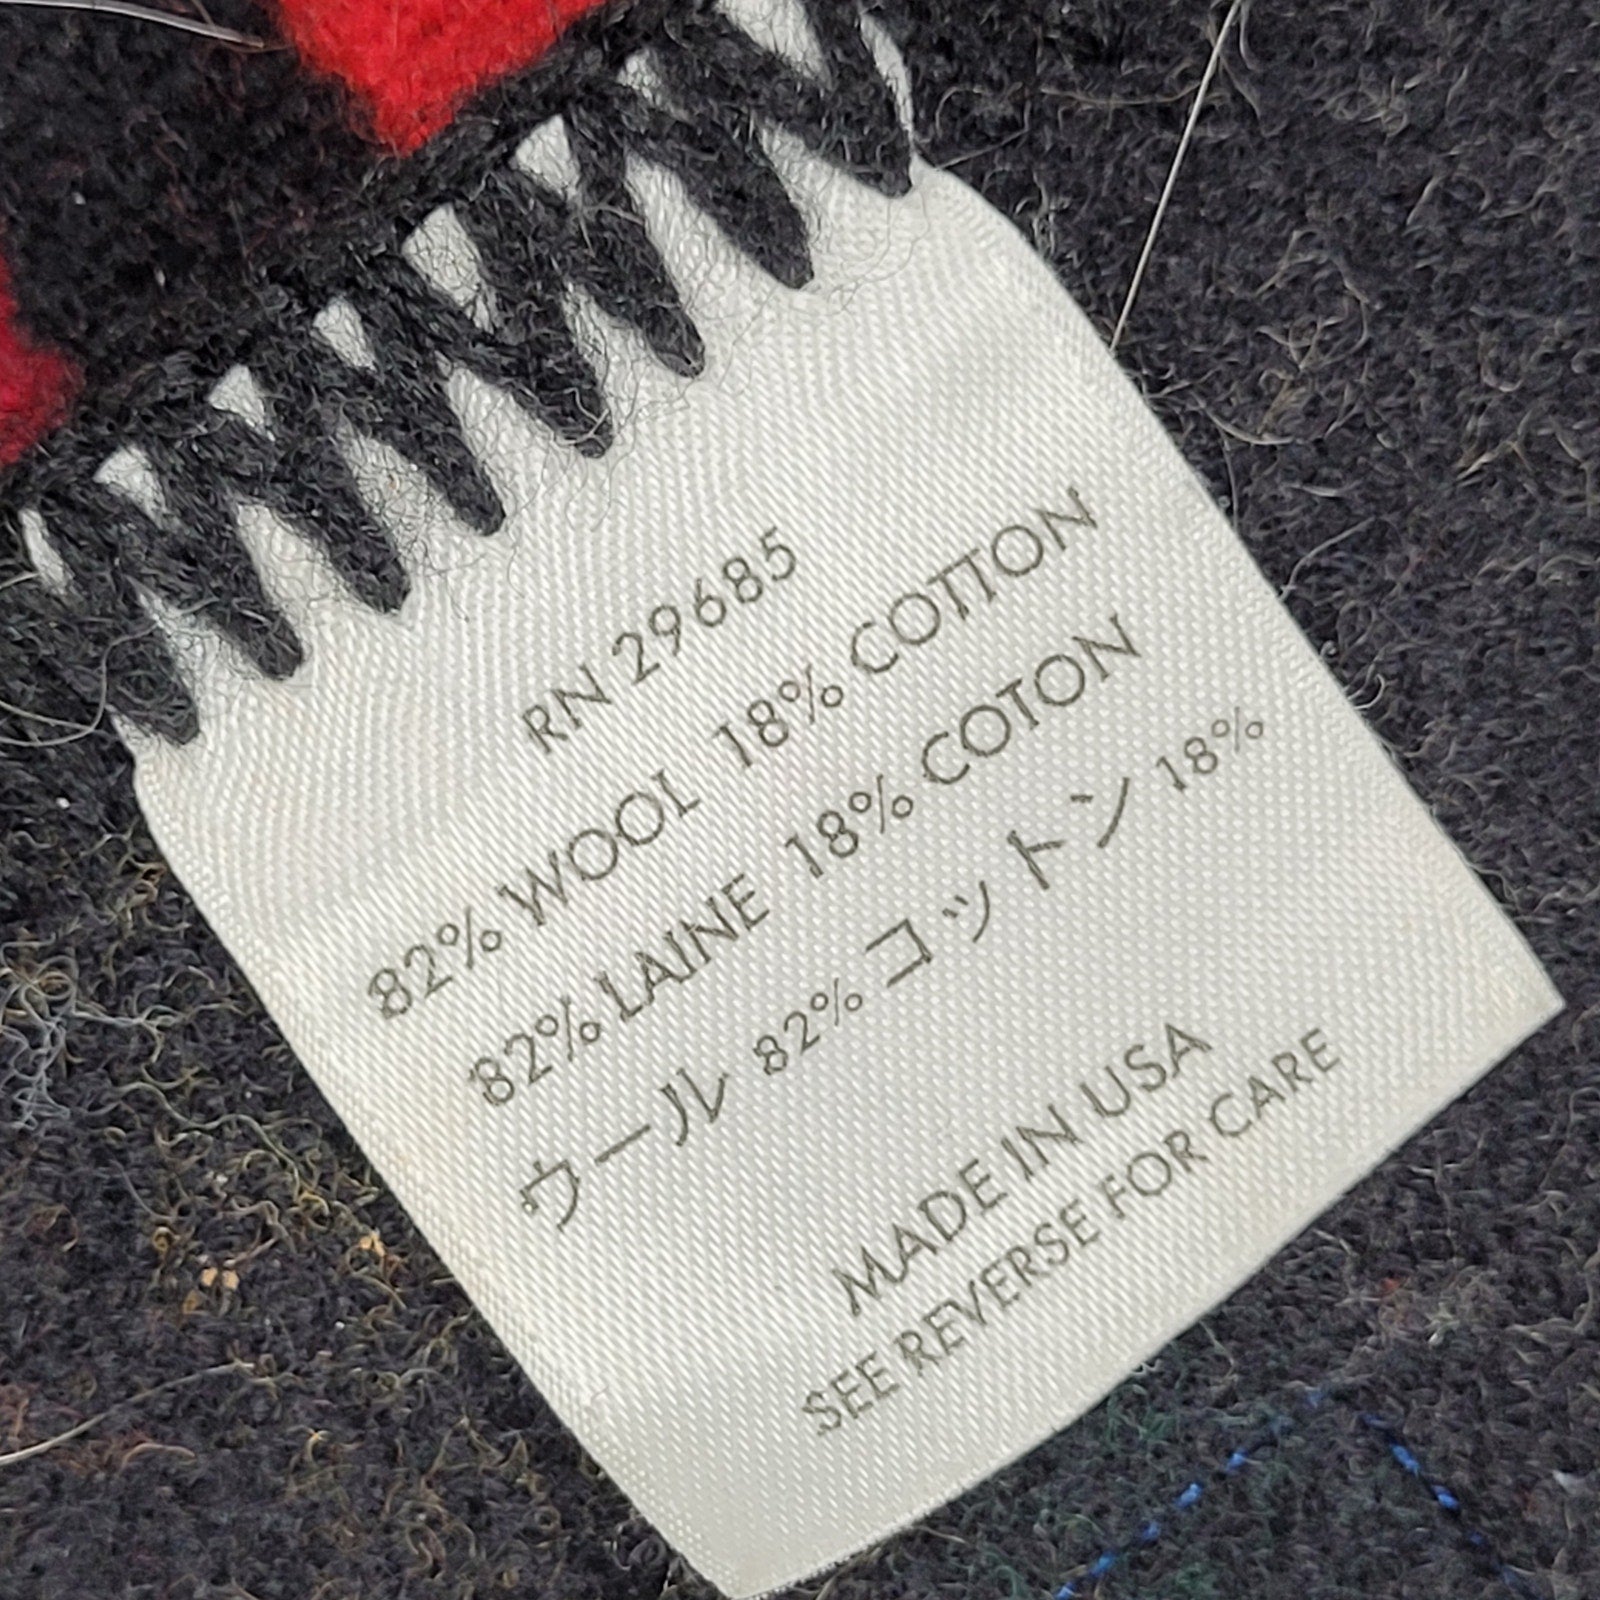 RN 29685
82% WOOL 18% COTTON
82% LAINE 18% COTON
ウール 82% コットン 18%
MADE IN USA
SEE REVERSE FOR CARE